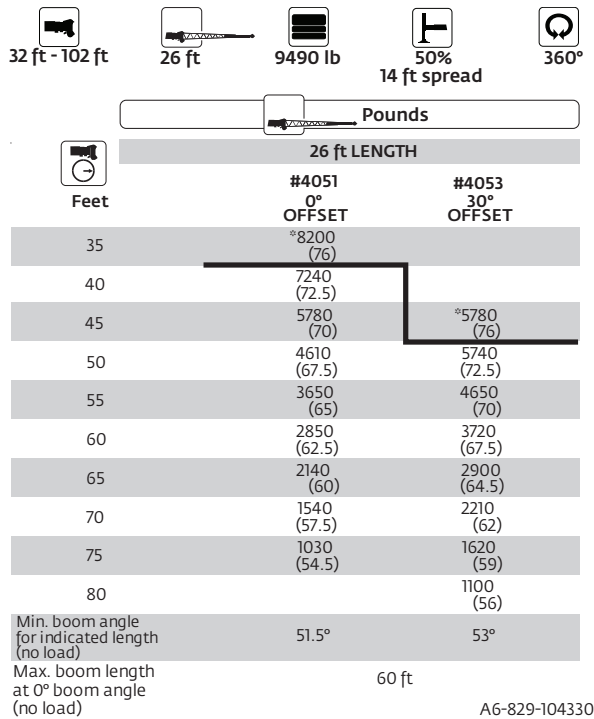 32 ft - 102 ft 26 ft 9490 lb 50% 360°
14 ft spread
Pounds
26 ft LENGTH
Feet
#4051 #4053
0° 30°
OFFSET OFFSET
35 *8200
(76)
40 7240
(72.5)
45 5780 *5780
(70) (76)
50 4610 5740
(67.5) (72.5)
55 3650 4650
(65) (70)
60 2850 3720
(62.5) (67.5)
65 2140 2900
(60) (64.5)
70 1540 2210
(57.5) (62)
75 1030 1620
(54.5) (59)
80 1100
(56)
Min. boom angle
for indicated length 51.5° 53°
(no load)
Max. boom length
at 0° boom angle 60 ft
(no load)
A6-829-104330